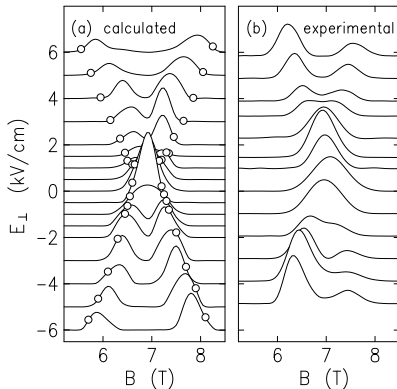 (a) calculated
(b) experimental
6
4
2
0
−2
−4
−6
E⊥ (kV/cm)
6 7 8
6 7 8
B (T)
B (T)